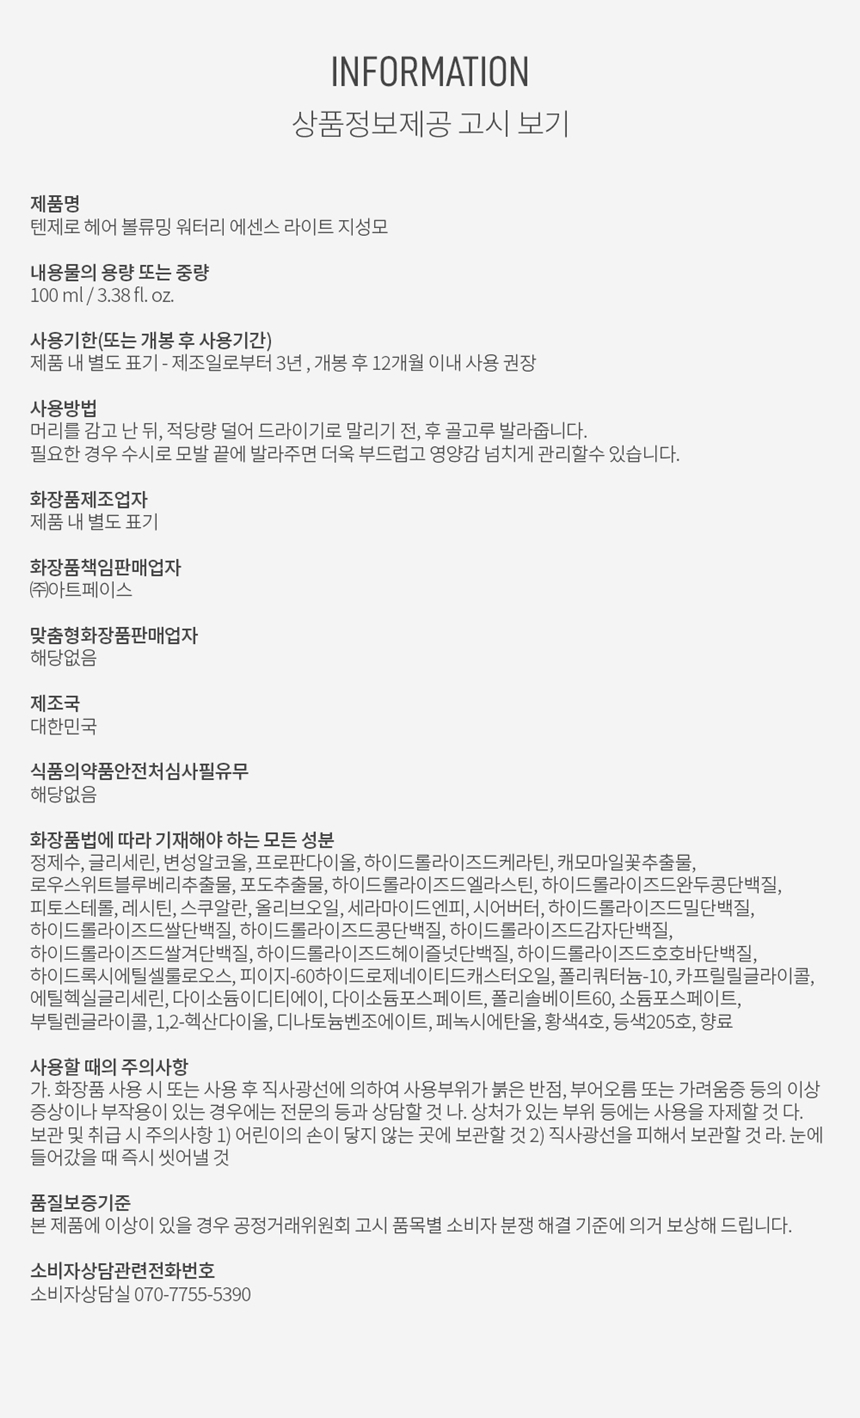 INFORMATION
상품정보제공 고시 보기
제품명
텐제로 헤어 볼류밍 워터리 에센스 라이트 지성모
내용물의 용량 또는 중량
100 ml / 3.38 fl. oz.
사용기한(또는 개봉 후 사용기간)
제품 내 별도 표기 - 제조일로부터 3년 , 개봉 후 12개월 이내 사용 권장
사용방법
머리를 감고 난 뒤, 적당량 덜어 드라이기로 말리기 전, 후 골고루 발라줍니다.
필요한 경우 수시로 모발 끝에 발라주면 더욱 부드럽고 영양감 넘치게 관리할수 있습니다.
화장품제조업자
제품 내 별도 표기
화장품책임판매업자
㈜아트페이스
맞춤형화장품판매업자
해당없음
제조국
대한민국
식품의약품안전처심사필유무
해당없음
화장품법에 따라 기재해야 하는 모든 성분
정제수, 글리세린, 변성알코올, 프로판다이올, 하이드롤라이즈드케라틴, 캐모마일꽃추출물,
로우스위트블루베리추출물, 포도추출물, 하이드롤라이즈드엘라스틴, 하이드롤라이즈드완두콩단백질,
피토스테롤, 레시틴, 스쿠알란, 올리브오일, 세라마이드엔피, 시어버터, 하이드롤라이즈드밀단백질,
하이드롤라이즈드쌀단백질, 하이드롤라이즈드콩단백질, 하이드롤라이즈드감자단백질,
하이드롤라이즈드쌀겨단백질, 하이드롤라이즈드헤이즐넛단백질, 하이드롤라이즈드호호바단백질,
하이드록시에틸셀룰로오스, 피이지-60하이드로제네이티드캐스터오일, 폴리쿼터늄-10, 카프릴릴글라이콜,
에틸헥실글리세린, 다이소듐이디티에이, 다이소듐포스페이트, 폴리솔베이트60, 소듐포스페이트,
부틸렌글라이콜, 1,2-헥산다이올, 디나토늄벤조에이트, 페녹시에탄올, 황색4호, 등색205호, 향료
사용할 때의 주의사항
가. 화장품 사용 시 또는 사용 후 직사광선에 의하여 사용부위가 붉은 반점, 부어오름 또는 가려움증 등의 이상
증상이나 부작용이 있는 경우에는 전문의 등과 상담할 것 나. 상처가 있는 부위 등에는 사용을 자제할 것 다.
보관 및 취급 시 주의사항 1) 어린이의 손이 닿지 않는 곳에 보관할 것 2) 직사광선을 피해서 보관할 것 라. 눈에
들어갔을 때 즉시 씻어낼 것
품질보증기준
본 제품에 이상이 있을 경우 공정거래위원회 고시 품목별 소비자 분쟁 해결 기준에 의거 보상해 드립니다.
소비자상담관련전화번호
소비자상담실 070-7755-5390